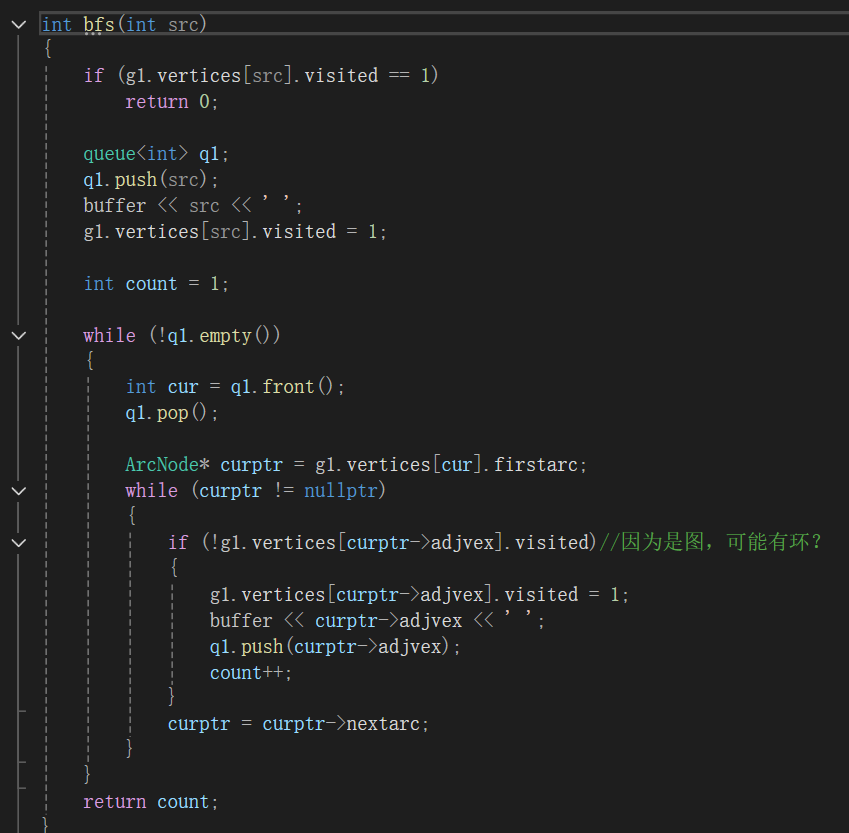 int bfs(int src)
{
if (g1.vertices[src].visited == 1)
return 0;
queue<int> q1;
q1.push(src);
buffer << src << ' ';
g1.vertices[src].visited = 1;
int count = 1;
while (!q1.empty())
{
int cur = q1.front();
q1.pop();
ArcNode* curptr = g1.vertices[cur].firstarc;
while (curptr != nullptr)
{
if (!g1.vertices[curptr->adjvex].visited)//因为是图，可能有环？
{
g1.vertices[curptr->adjvex].visited = 1;
buffer << curptr->adjvex << ' ';
q1.push(curptr->adjvex);
count++;
}
curptr = curptr->nextarc;
}
}
return count;
}